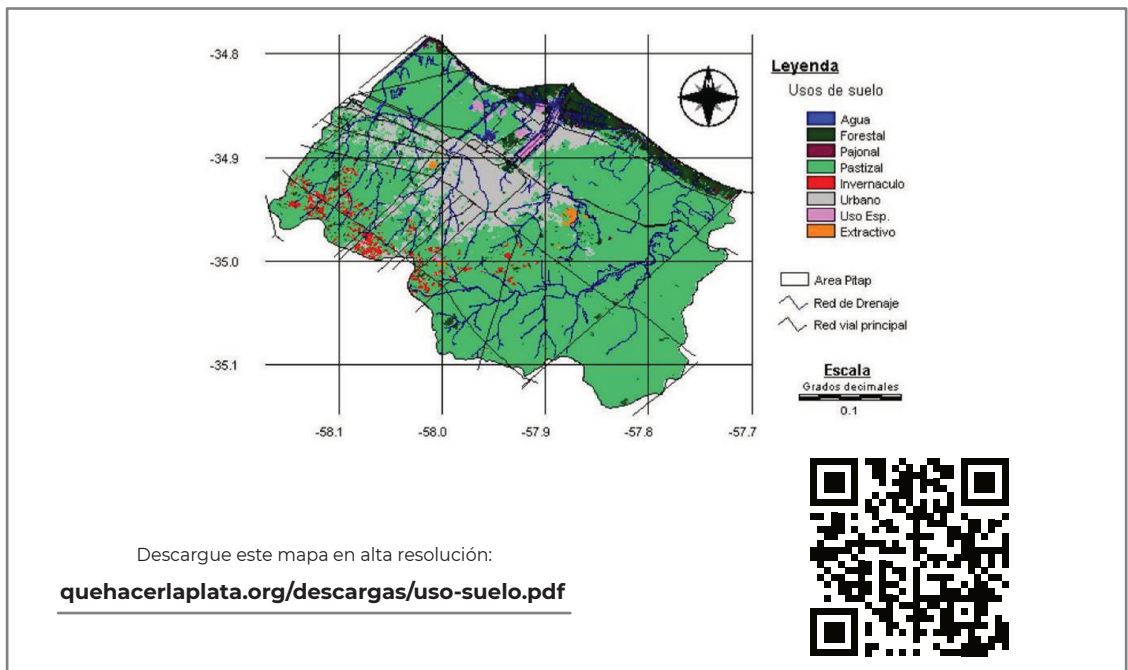 -34.8
-34.9
-35.0
-35.1
-58.1
-58.0
-57.9
-57.8
-57.7
Leyenda
Usos de suelo
Agua
Forestal
Pajonal
Pastizal
Invernaculo
Urbano
Uso Esp.
Extractivo
Area Pitap
Red de Drenaje
Red vial principal
Escala
Grados decimales
0.1
Descargue este mapa en alta resolución:
quehacerlaplata.org/descargas/uso-suelo.pdf